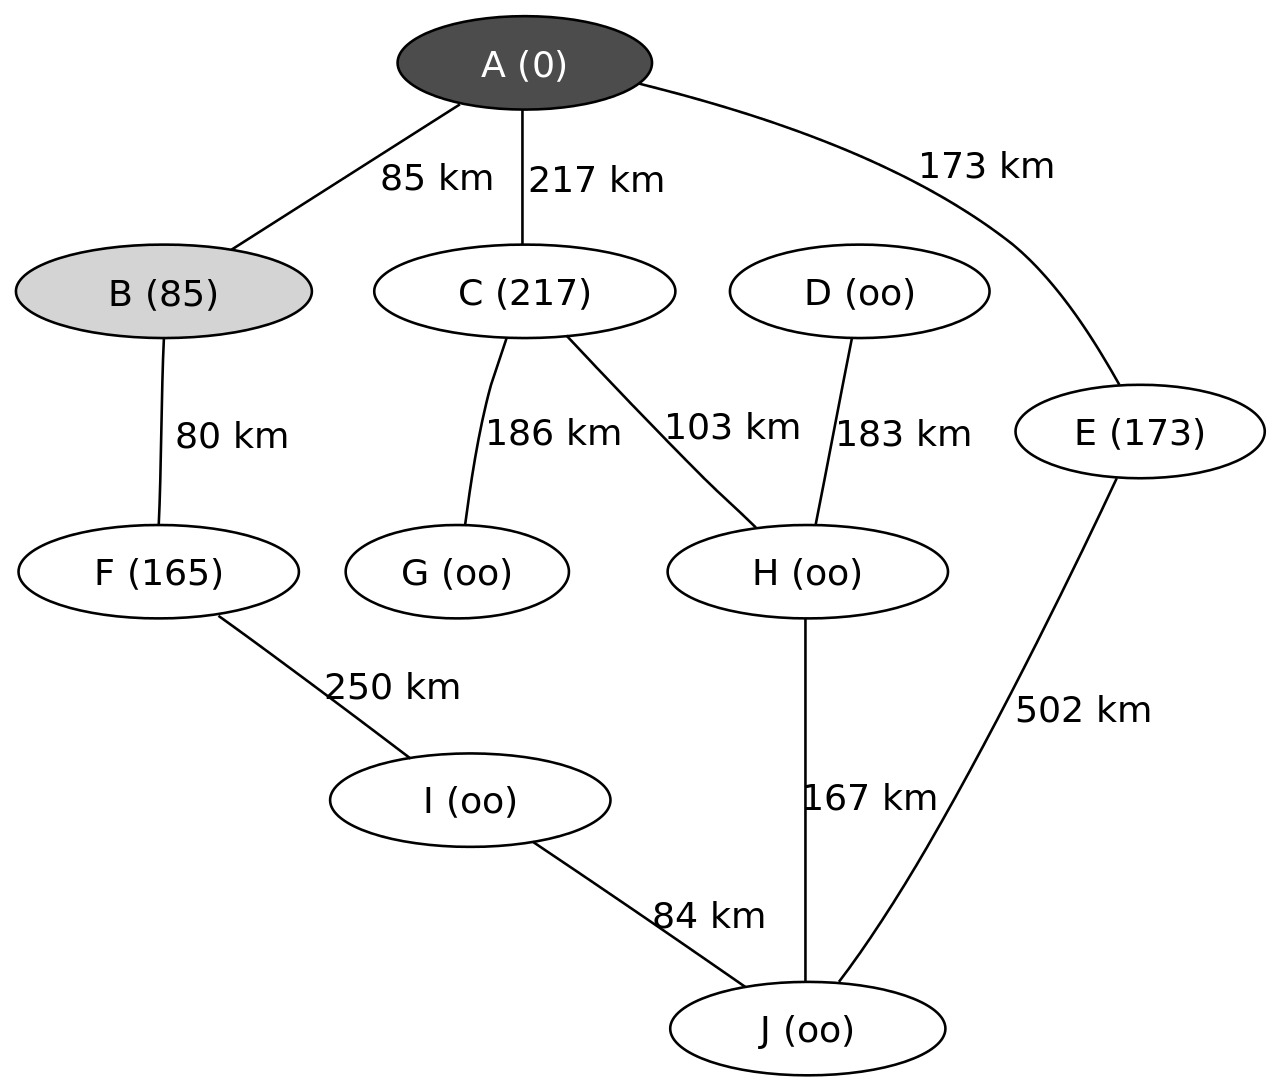 A (0)
85 km
217 km
173 km
B (85)
C (217)
D (oo)
80 km
186 km
103 km
183 km
E (173)
F (165)
G (oo)
H (oo)
250 km
502 km
I (oo)
167 km
84 km
J (oo)